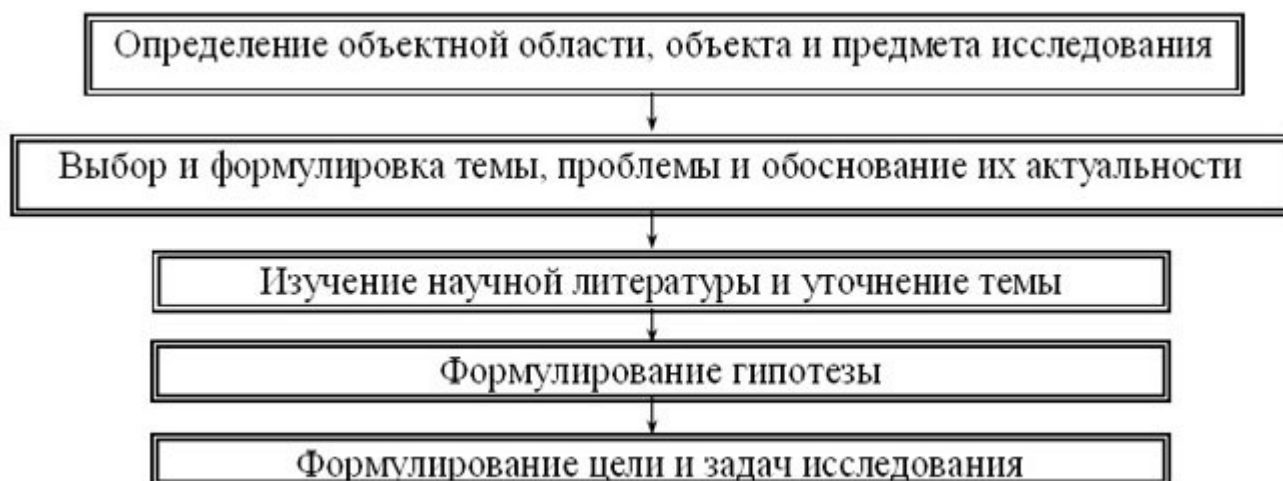 Определение объектной области, объекта и предмета исследования
Выбор и формулировка темы, проблемы и обоснование их актуальности
Изучение научной литературы и уточнение темы
Формулирование гипотезы
Формулирование цели и задач исследования